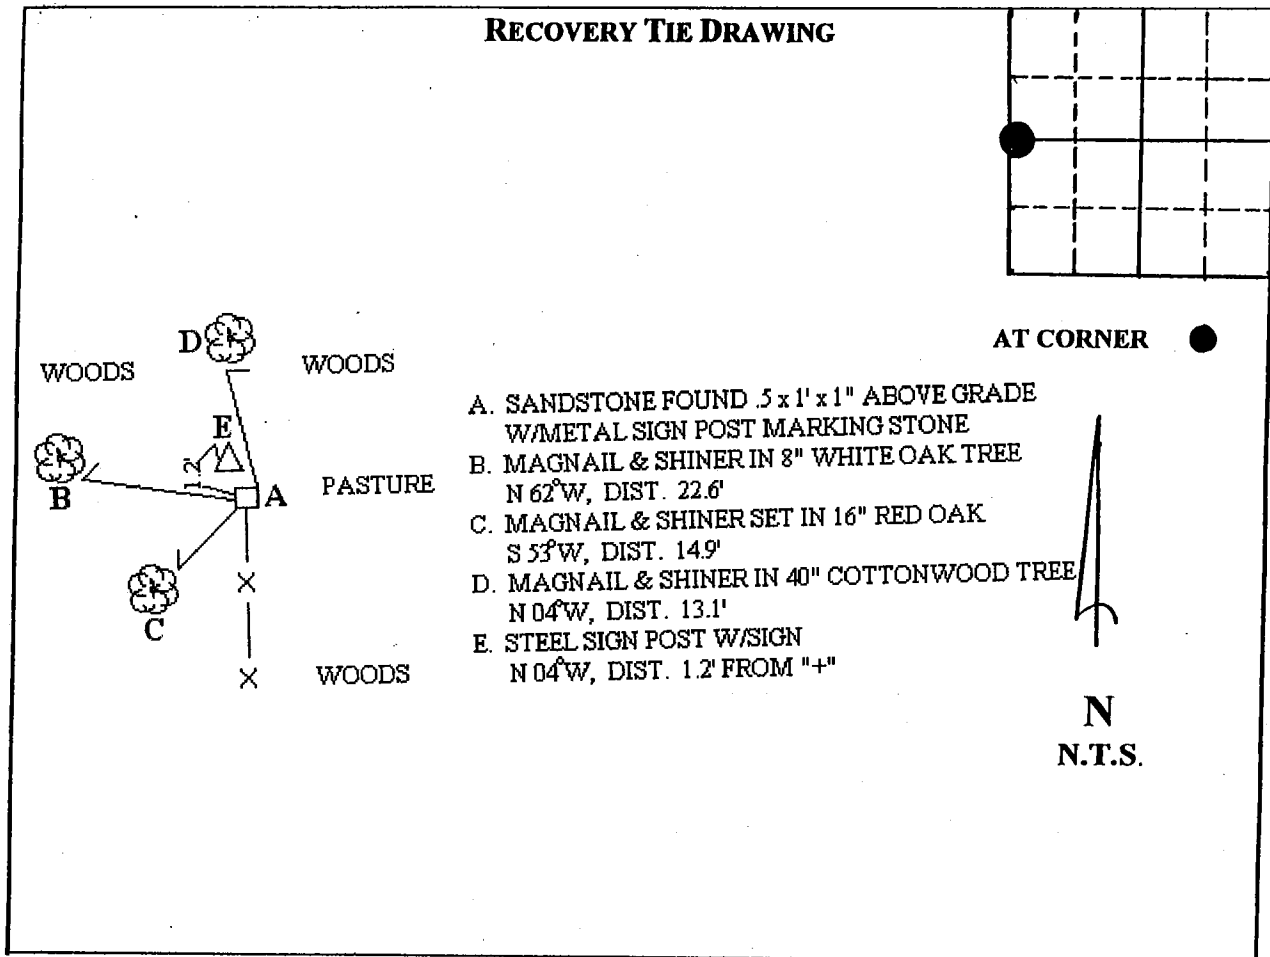 RECOVERY TIE DRAWING
AT CORNER
D
WOODS
WOODS
E
1.2'
B
A
PASTURE
C
X
X
WOODS
A. SANDSTONE FOUND .5 x 1' x 1" ABOVE GRADE
W/METAL SIGN POST MARKING STONE
B. MAGNAIL & SHINER IN 8" WHITE OAK TREE
N 62°W, DIST. 22.6'
C. MAGNAIL & SHINER SET IN 16" RED OAK
S 53°W, DIST. 14.9'
D. MAGNAIL & SHINER IN 40" COTTONWOOD TREE
N 04°W, DIST. 13.1'
E. STEEL SIGN POST W/SIGN
N 04°W, DIST. 1.2' FROM "+"
N
N.T.S.